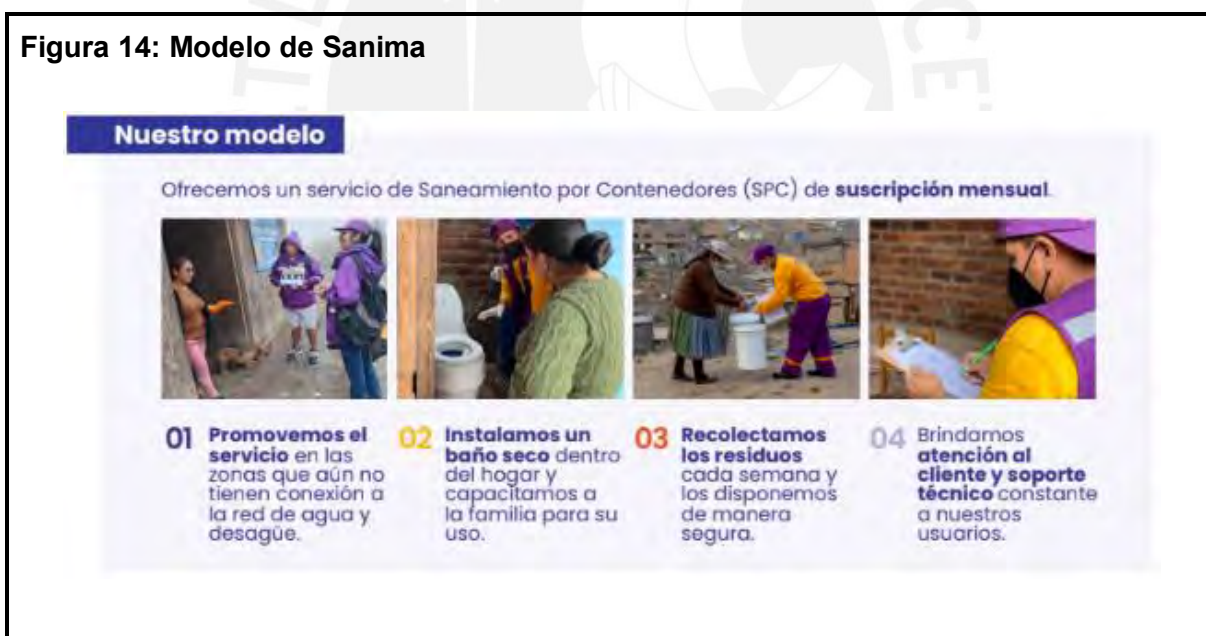 Figura 14: Modelo de Sanima
Nuestro modelo
Ofrecemos un servicio de Saneamiento por Contenedores (SPC) de suscripción mensual.
01 Promovemos el
servicio en las
zonas que aún no
tienen conexión a
la red de agua y
desagüe.
02 Instalamos un
baño seco dentro
del hogar y
capacitamos a
la familia para su
uso.
03 Recolectamos
los residuos
cada semana y
los disponemos
de manera
segura.
04 Brindamos
atención al
cliente y soporte
técnico constante
a nuestros
usuarios.